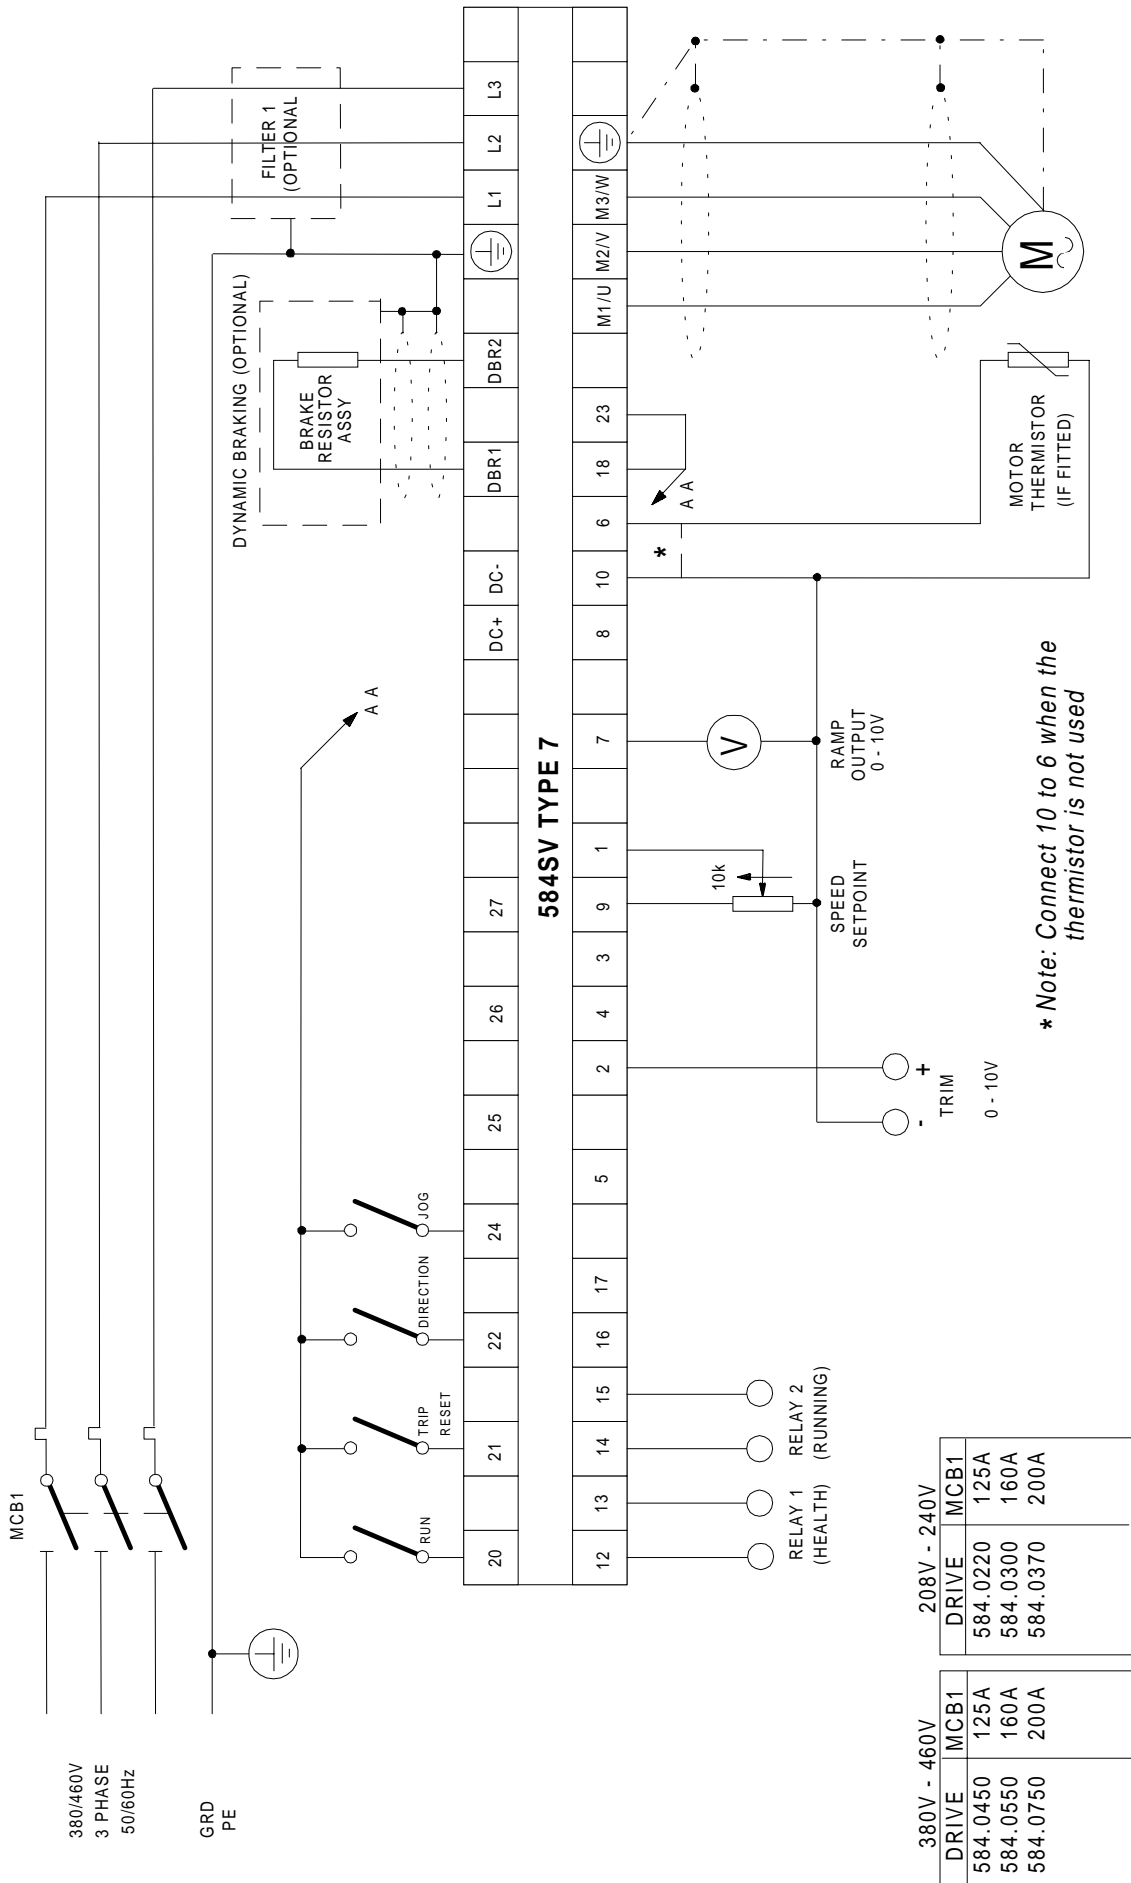 380/460V
3 PHASE
50/60Hz
GRD
PE
MCB1
FILTER 1
(OPTIONAL
DYNAMIC BRAKING (OPTIONAL)
BRAKE
RESISTOR
ASSY
A A
RUN
TRIP
RESET
DIRECTION
JOG
20
21
22
24
25
26
27
DC+
DC-
DBR1
DBR2
L1
L2
L3
584SV TYPE 7
12
13
14
15
16
17
5
2
4
3
9
1
7
8
10
6
18
23
M1/U
M2/V
M3/W
*
A A
10k
V
M
RELAY 1
(HEALTH)
RELAY 2
(RUNNING)
-
+
TRIM
0 - 10V
SPEED
SETPOINT
RAMP
OUTPUT
0 - 10V
MOTOR
THERMISTOR
(IF FITTED)
* Note: Connect 10 to 6 when the
thermistor is not used
380V - 460V
DRIVE MCB1
584.0450 125A
584.0550 160A
584.0750 200A
208V - 240V
DRIVE MCB1
584.0220 125A
584.0300 160A
584.0370 200A